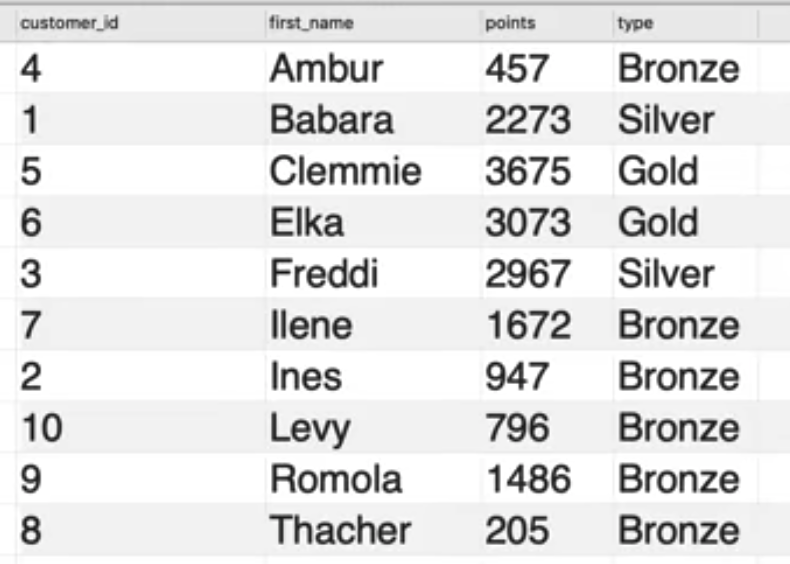 customer_id first_name points type
4 Ambur 457 Bronze
1 Babara 2273 Silver
5 Clemmie 3675 Gold
6 Elka 3073 Gold
3 Freddi 2967 Silver
7 Ilene 1672 Bronze
2 Ines 947 Bronze
10 Levy 796 Bronze
9 Romola 1486 Bronze
8 Thacher 205 Bronze